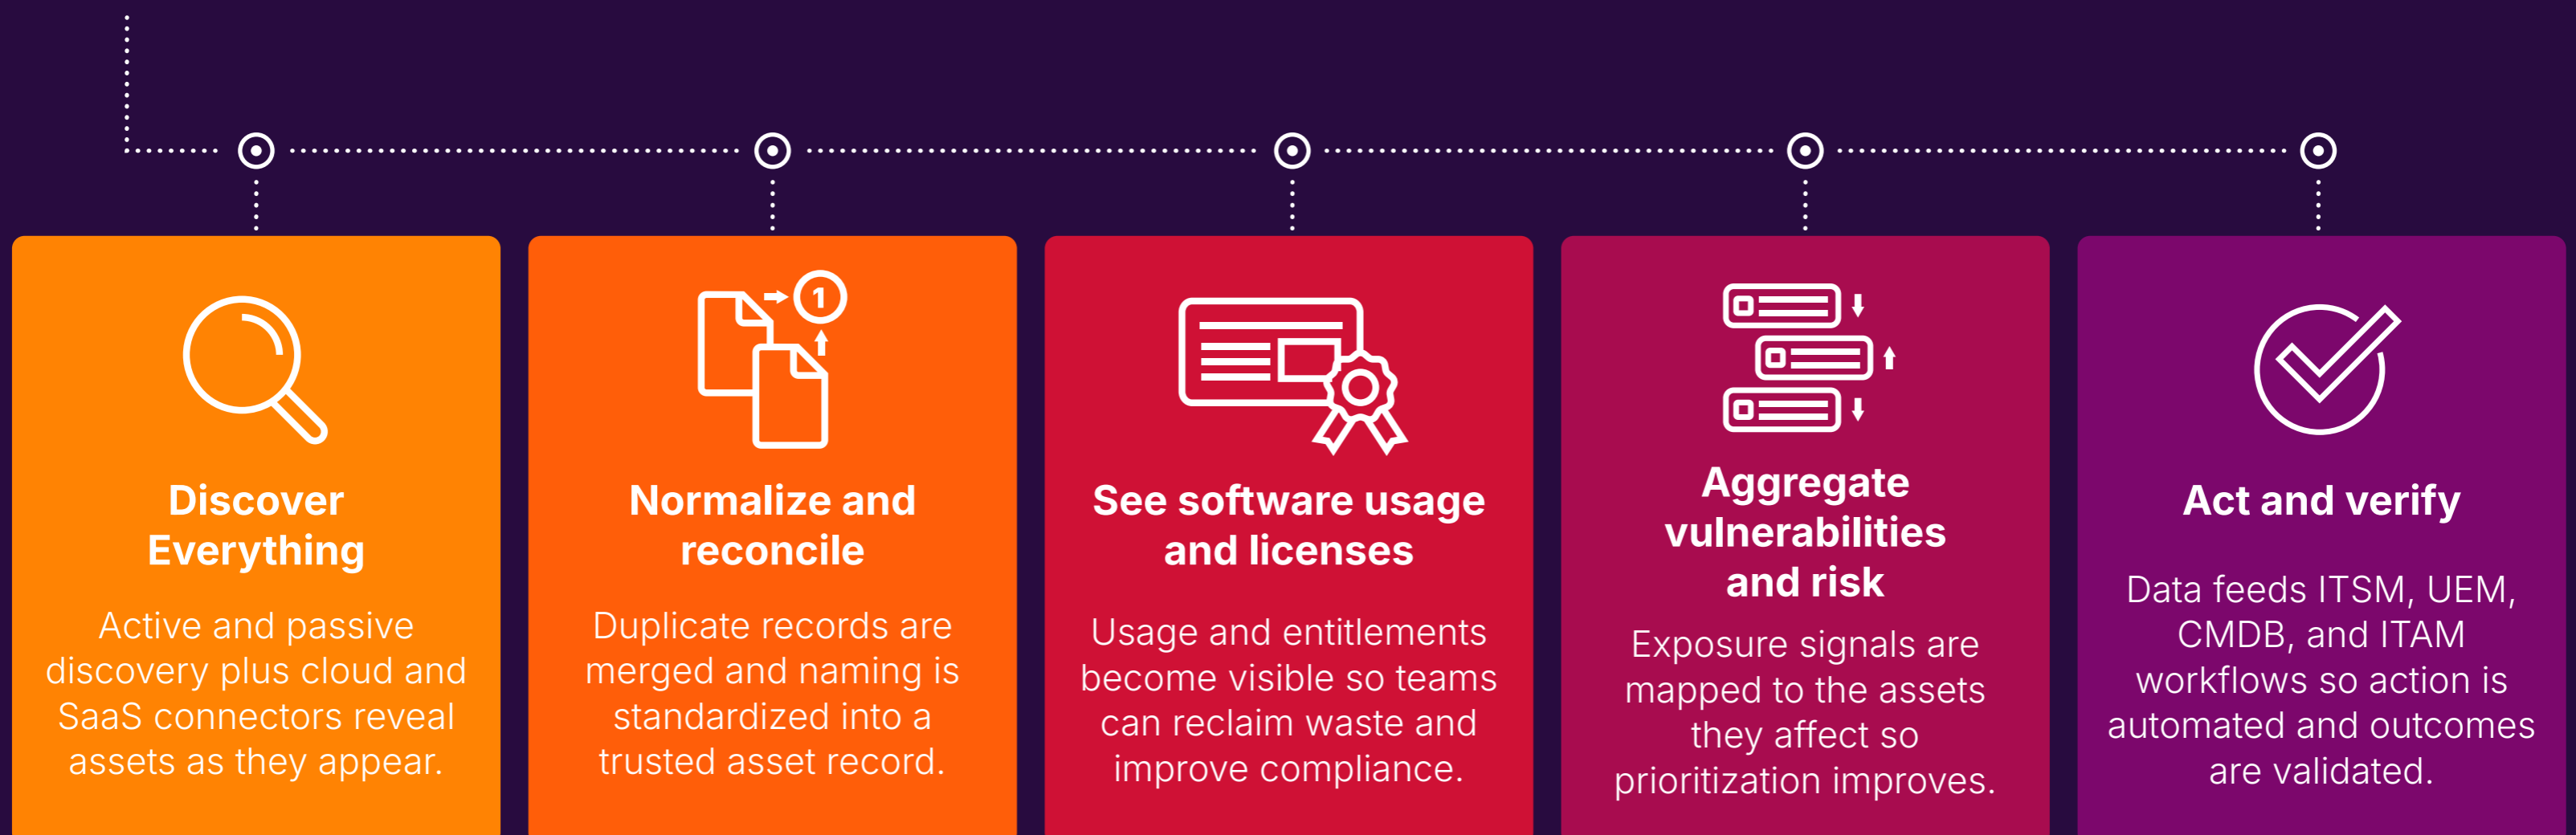 1
Discover
Everything
Active and passive
discovery plus cloud and
SaaS connectors reveal
assets as they appear.
Normalize and
reconcile
Duplicate records are
merged and naming is
standardized into a
trusted asset record.
See software usage
and licenses
Usage and entitlements
become visible so teams
can reclaim waste and
improve compliance.
Aggregate
vulnerabilities
and risk
Exposure signals are
mapped to the assets
they affect so
prioritization improves.
Act and verify
Data feeds ITSM, UEM,
CMDB, and ITAM
workflows so action is
automated and outcomes
are validated.